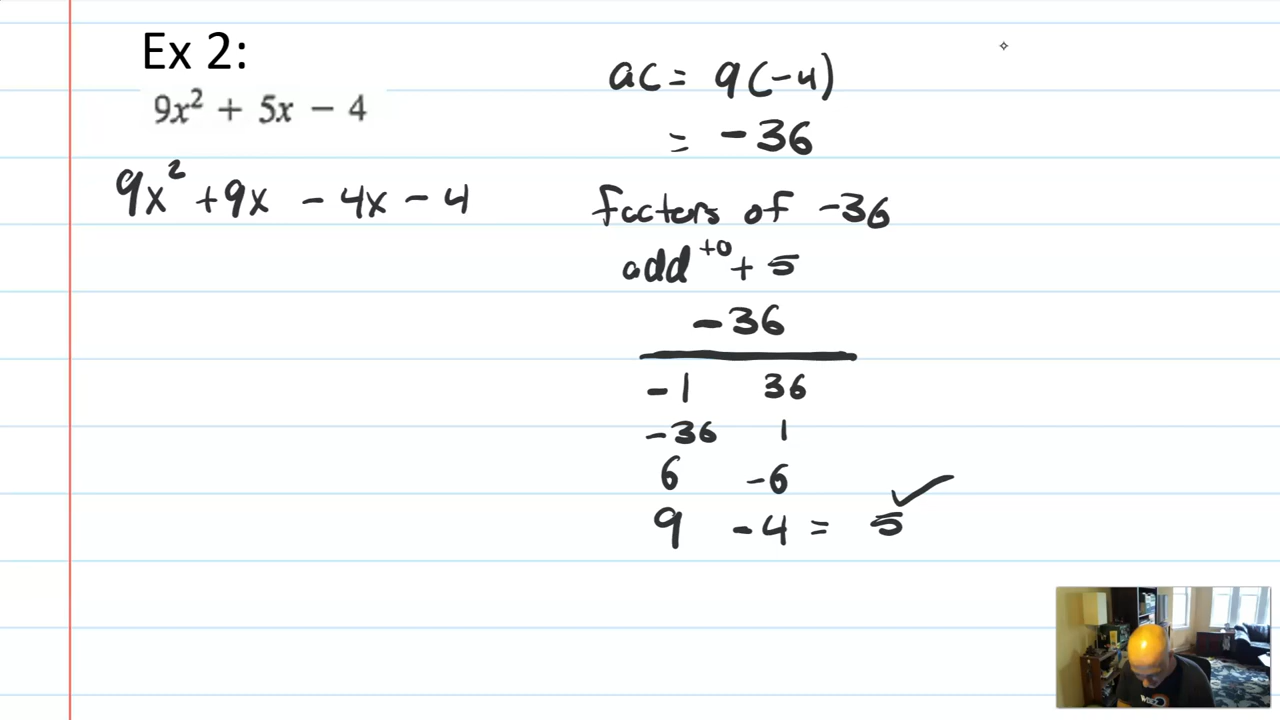 Ex 2:
9x² + 5x − 4
9x² + 9x − 4x − 4
ac = 9(-4)
= -36
factors of -36
add +o + 5
-36
-1 36
-36 1
6 -6
9 -4 = 5 ✓